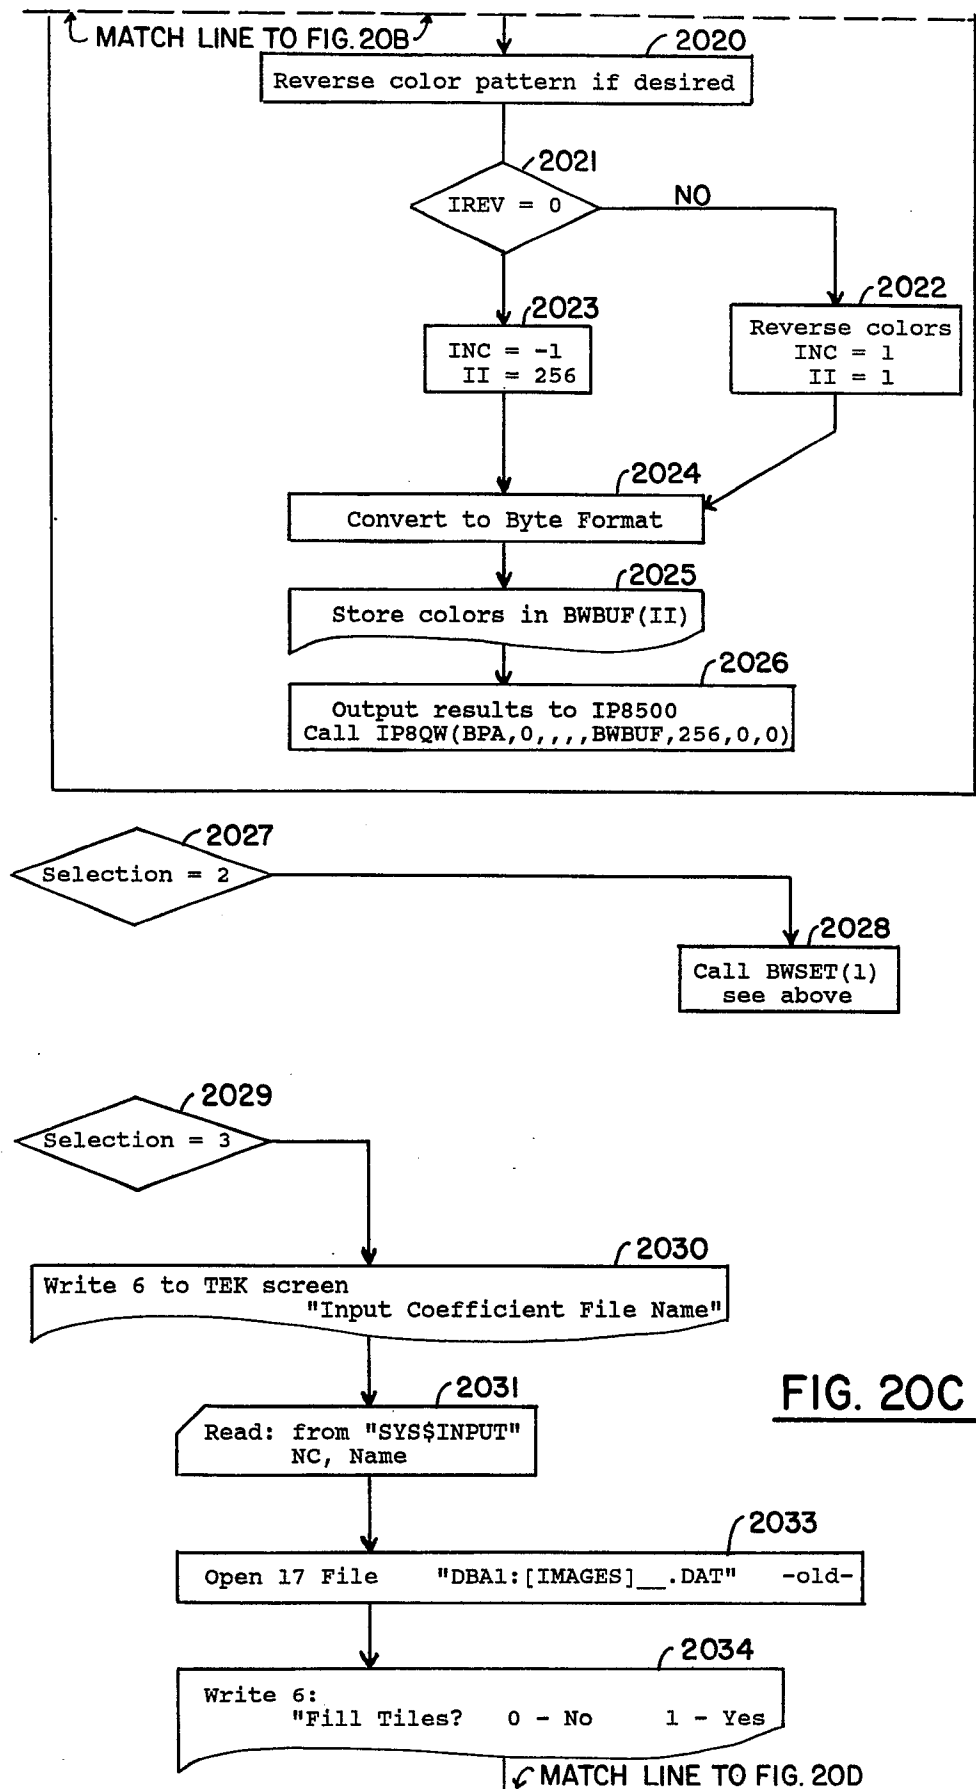 MATCH LINE TO FIG. 20B
2020
Reverse color pattern if desired
2021
IREV = 0
NO
2023
INC = -1
II = 256
2022
Reverse colors
INC = 1
II = 1
2024
Convert to Byte Format
2025
Store colors in BWBUF(II)
2026
Output results to IP8500
Call IP8QW(BPA,0,,,,BWBUF,256,0,0)
2027
Selection = 2
2028
Call BWSET(1)
see above
2029
Selection = 3
2030
Write 6 to TEK screen
"Input Coefficient File Name"
2031
Read: from "SYS$INPUT"
NC, Name
FIG. 20C
2033
Open 17 File "DBA1:[IMAGES]__.DAT" -old-
2034
Write 6:
"Fill Tiles? 0 - No 1 - Yes
MATCH LINE TO FIG. 20D